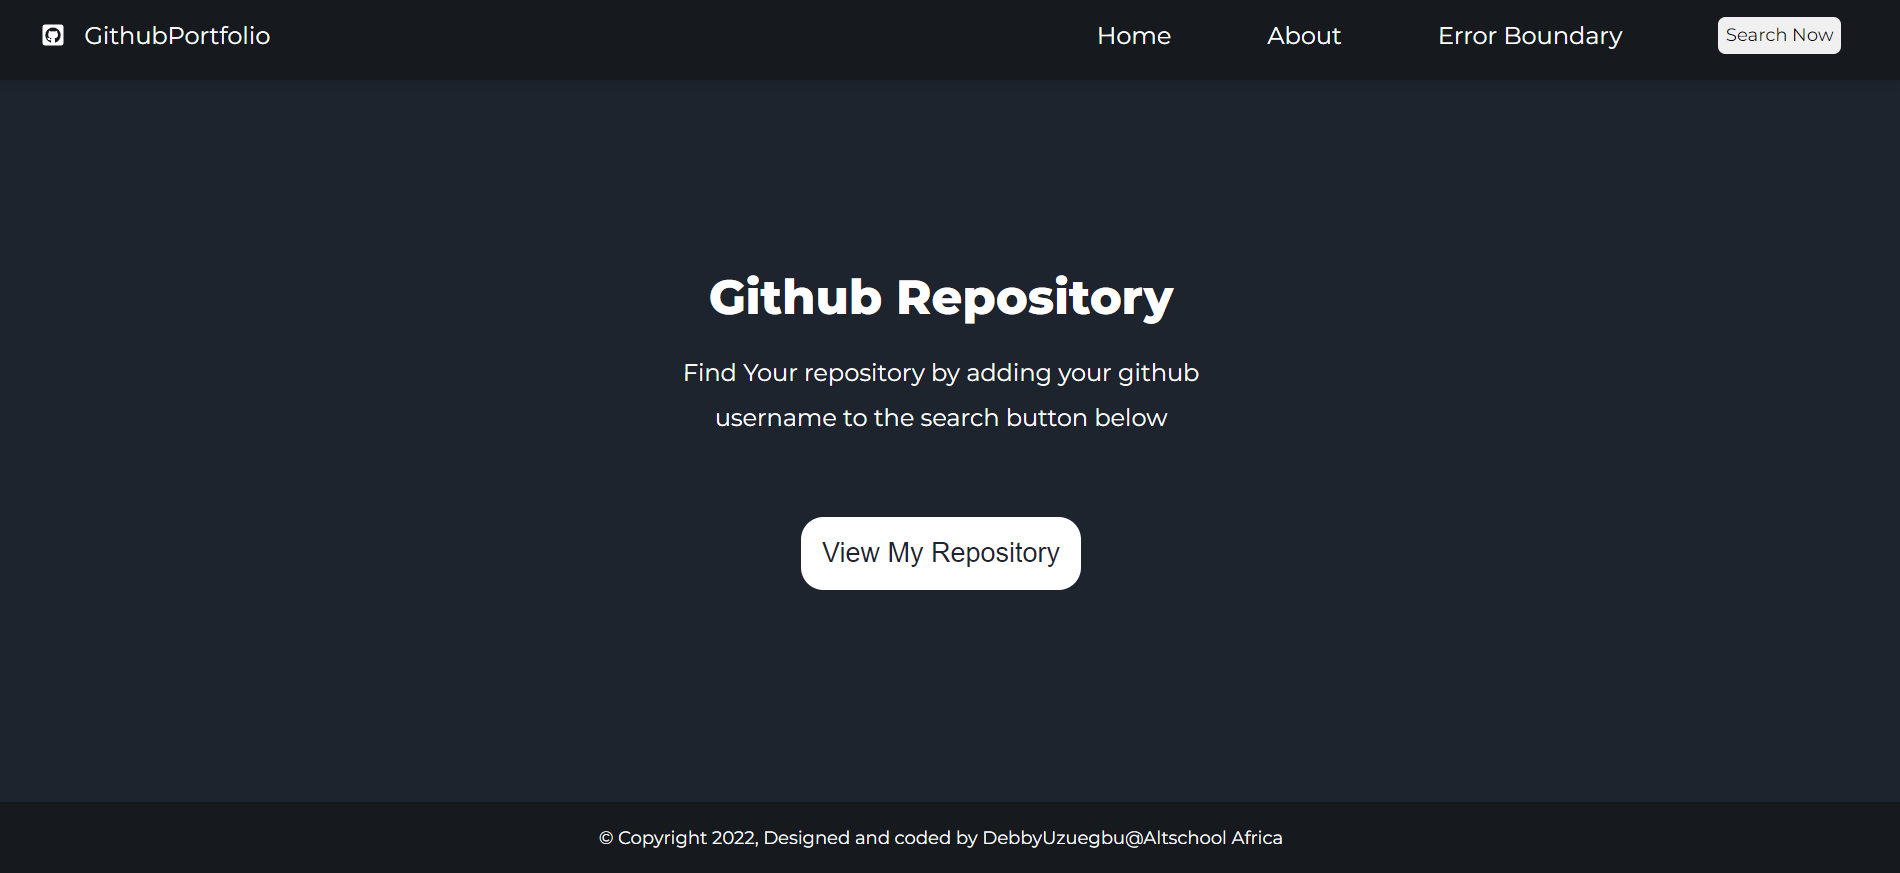 GithubPortfolio
Home
About
Error Boundary
Search Now
Github Repository
Find Your repository by adding your github
username to the search button below
View My Repository
© Copyright 2022, Designed and coded by DebbyUzuegbu@Altschool Africa